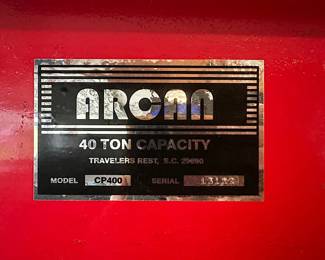 ARCAN
40 TON CAPACITY
TRAVELERS REST, S.C. 29690
MODEL CP400 SERIAL